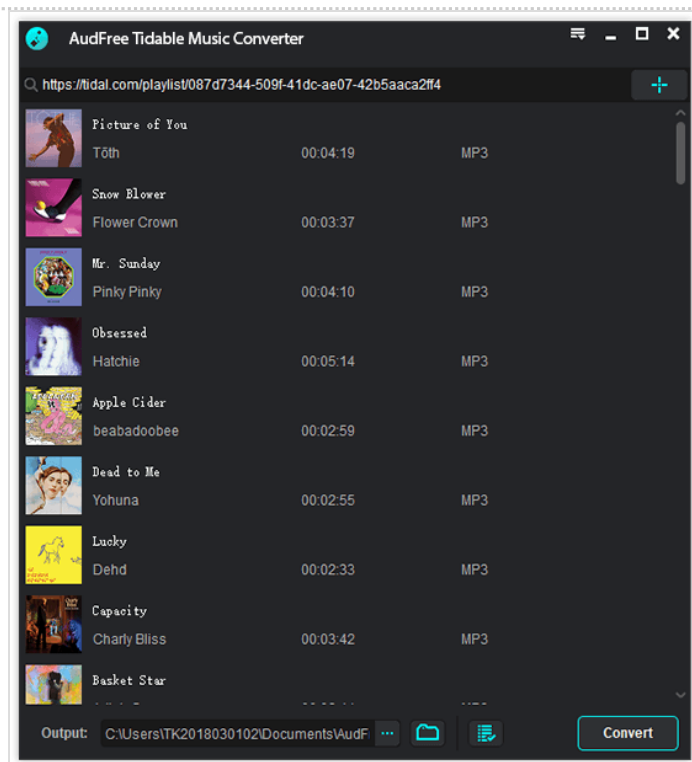 AudFree Tidable Music Converter
https://tidal.com/playlist/087d7344-509f-41dc-ae07-42b5aaca2ff4
Picture of You
Tōth 00:04:19 MP3
Snow Blower
Flower Crown 00:03:37 MP3
Mr. Sunday
Pinky Pinky 00:04:10 MP3
Obsessed
Hatchie 00:05:14 MP3
Apple Cider
beabadoobee 00:02:59 MP3
Dead to Me
Yohuna 00:02:55 MP3
Lucky
Dehd 00:02:33 MP3
Capacity
Charly Bliss 00:03:42 MP3
Basket Star
Output: C:\Users\TK2018030102\Documents\AudF ... Convert